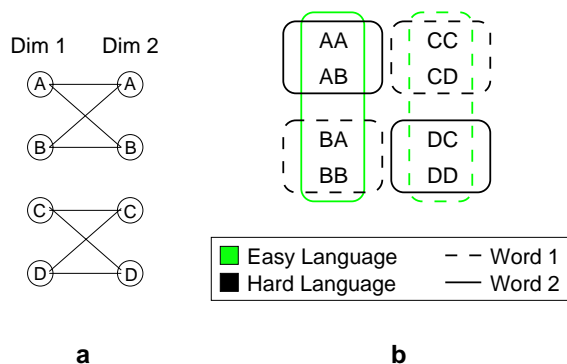 Dim 1 Dim 2
A A
B B
C C
D D
a
AA CC
AB CD
BA DC
BB DD
Easy Language Word 1
Hard Language Word 2
b